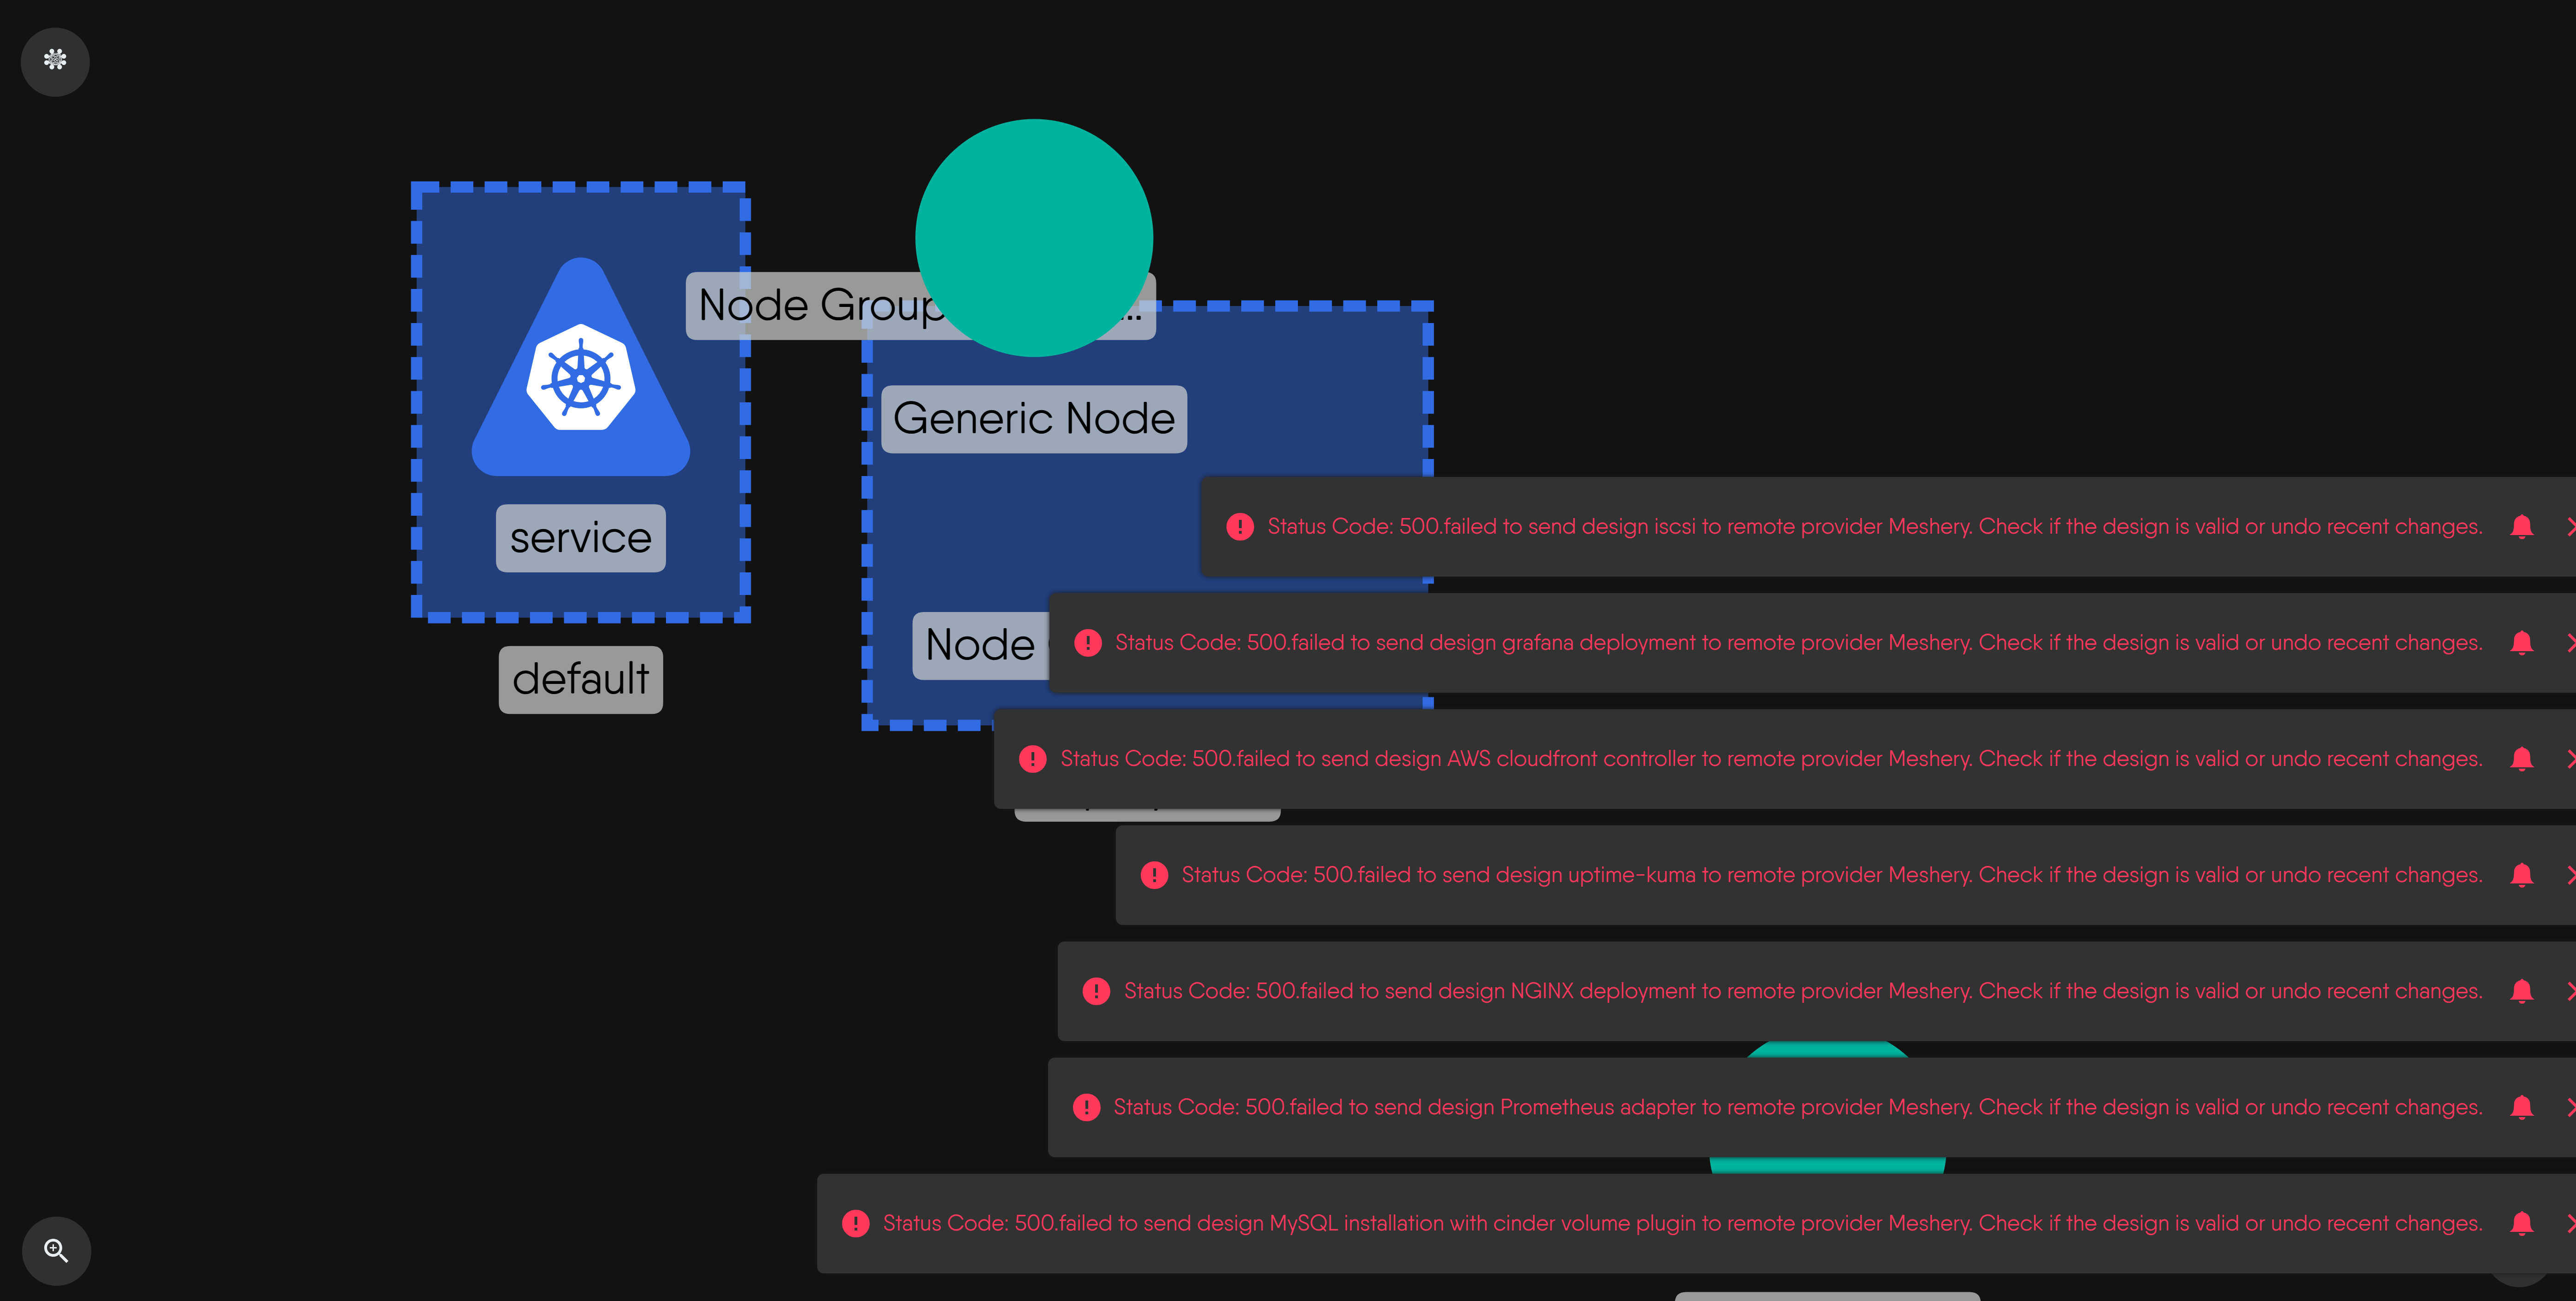 Node Group
...
Generic Node
service
default
Node
Status Code: 500.failed to send design iscsi to remote provider Meshery. Check if the design is valid or undo recent changes.
Status Code: 500.failed to send design grafana deployment to remote provider Meshery. Check if the design is valid or undo recent changes.
Status Code: 500.failed to send design AWS cloudfront controller to remote provider Meshery. Check if the design is valid or undo recent changes.
Status Code: 500.failed to send design uptime-kuma to remote provider Meshery. Check if the design is valid or undo recent changes.
Status Code: 500.failed to send design NGINX deployment to remote provider Meshery. Check if the design is valid or undo recent changes.
Status Code: 500.failed to send design Prometheus adapter to remote provider Meshery. Check if the design is valid or undo recent changes.
Status Code: 500.failed to send design MySQL installation with cinder volume plugin to remote provider Meshery. Check if the design is valid or undo recent changes.